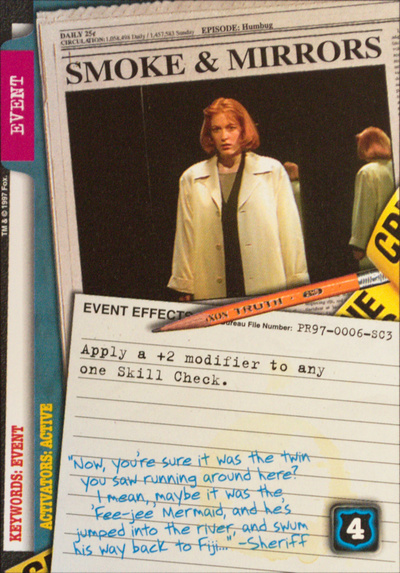 DAILY 25¢
EPISODE: Humbug
CIRCULATION: 1,056,498 Daily / 1,457,583 Sunday
SMOKE & MIRRORS
EVENT
TM & © 1997 Fox.
CRI
NE
TRUTH
EVENT EFFECTS
Bureau File Number: PR97-0006-SC3
Apply a +2 modifier to any
one Skill Check.
KEYWORDS: EVENT
ACTIVATORS: ACTIVE
"Now, you're sure it was the twin
you saw running around here?
I mean, maybe it was the
'Fee-jee' Mermaid, and he's
jumped into the river and swum
his way back to Fiji..." -Sheriff
4